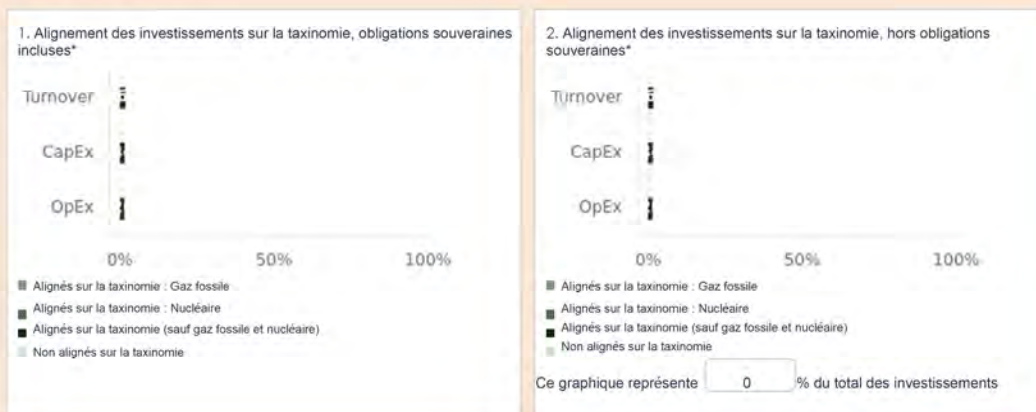 1. Alignement des investissements sur la taxinomie, obligations souveraines
incluses*
Turnover
CapEx
OpEx
0% 50% 100%
Alignés sur la taxinomie : Gaz fossile
Alignés sur la taxinomie : Nucléaire
Alignés sur la taxinomie (sauf gaz fossile et nucléaire)
Non alignés sur la taxinomie
2. Alignement des investissements sur la taxinomie, hors obligations
souveraines*
Turnover
CapEx
OpEx
0% 50% 100%
Alignés sur la taxinomie : Gaz fossile
Alignés sur la taxinomie : Nucléaire
Alignés sur la taxinomie (sauf gaz fossile et nucléaire)
Non alignés sur la taxinomie
Ce graphique représente 0 % du total des investissements